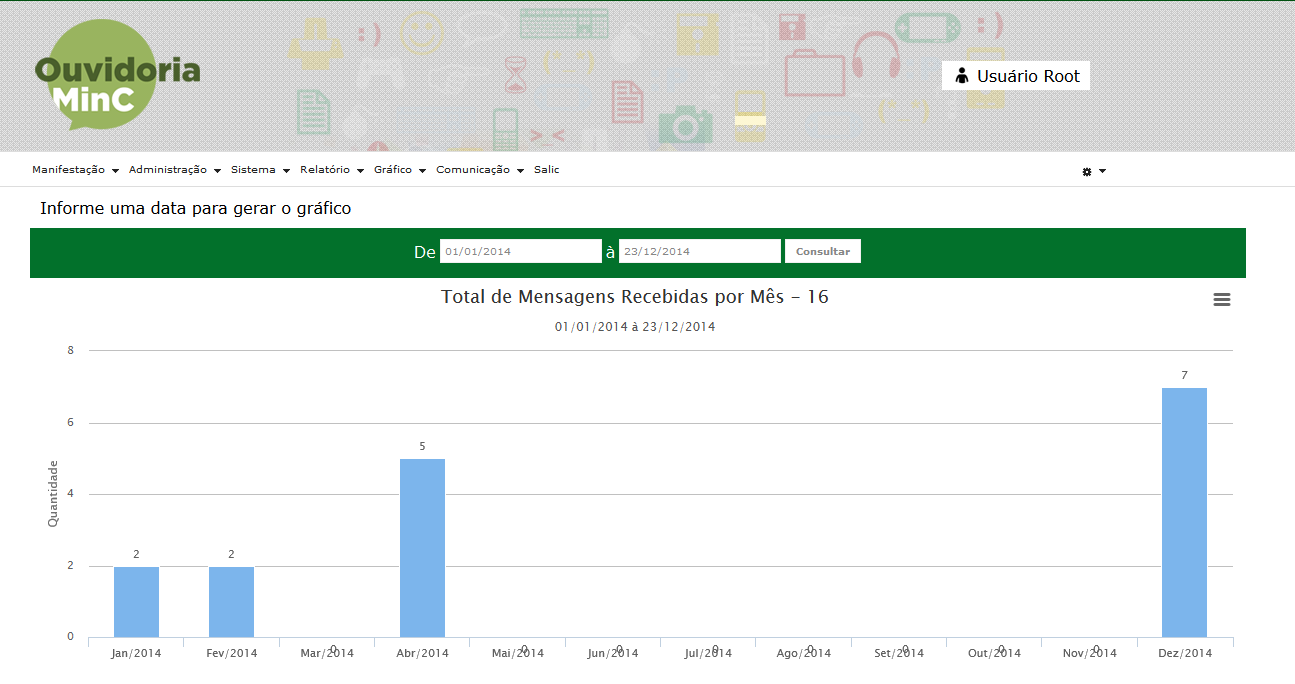 Ouvidoria
MinC
:)
:)
>_<
Usuário Root
Manifestação Administração Sistema Relatório Gráfico Comunicação Salic
Informe uma data para gerar o gráfico
De 01/01/2014 à 23/12/2014 Consultar
Total de Mensagens Recebidas por Mês - 16
01/01/2014 à 23/12/2014
Quantidade
8
6
4
2
0
2 2 0 5 0 0 0 0 0 0 0 7
Jan/2014 Fev/2014 Mar/2014 Abr/2014 Mai/2014 Jun/2014 Jul/2014 Ago/2014 Set/2014 Out/2014 Nov/2014 Dez/2014